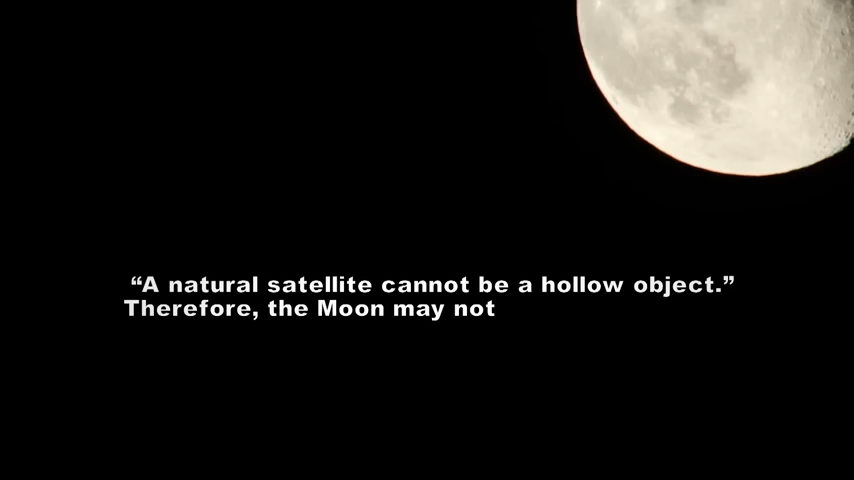 “A natural satellite cannot be a hollow object.”
Therefore, the Moon may not